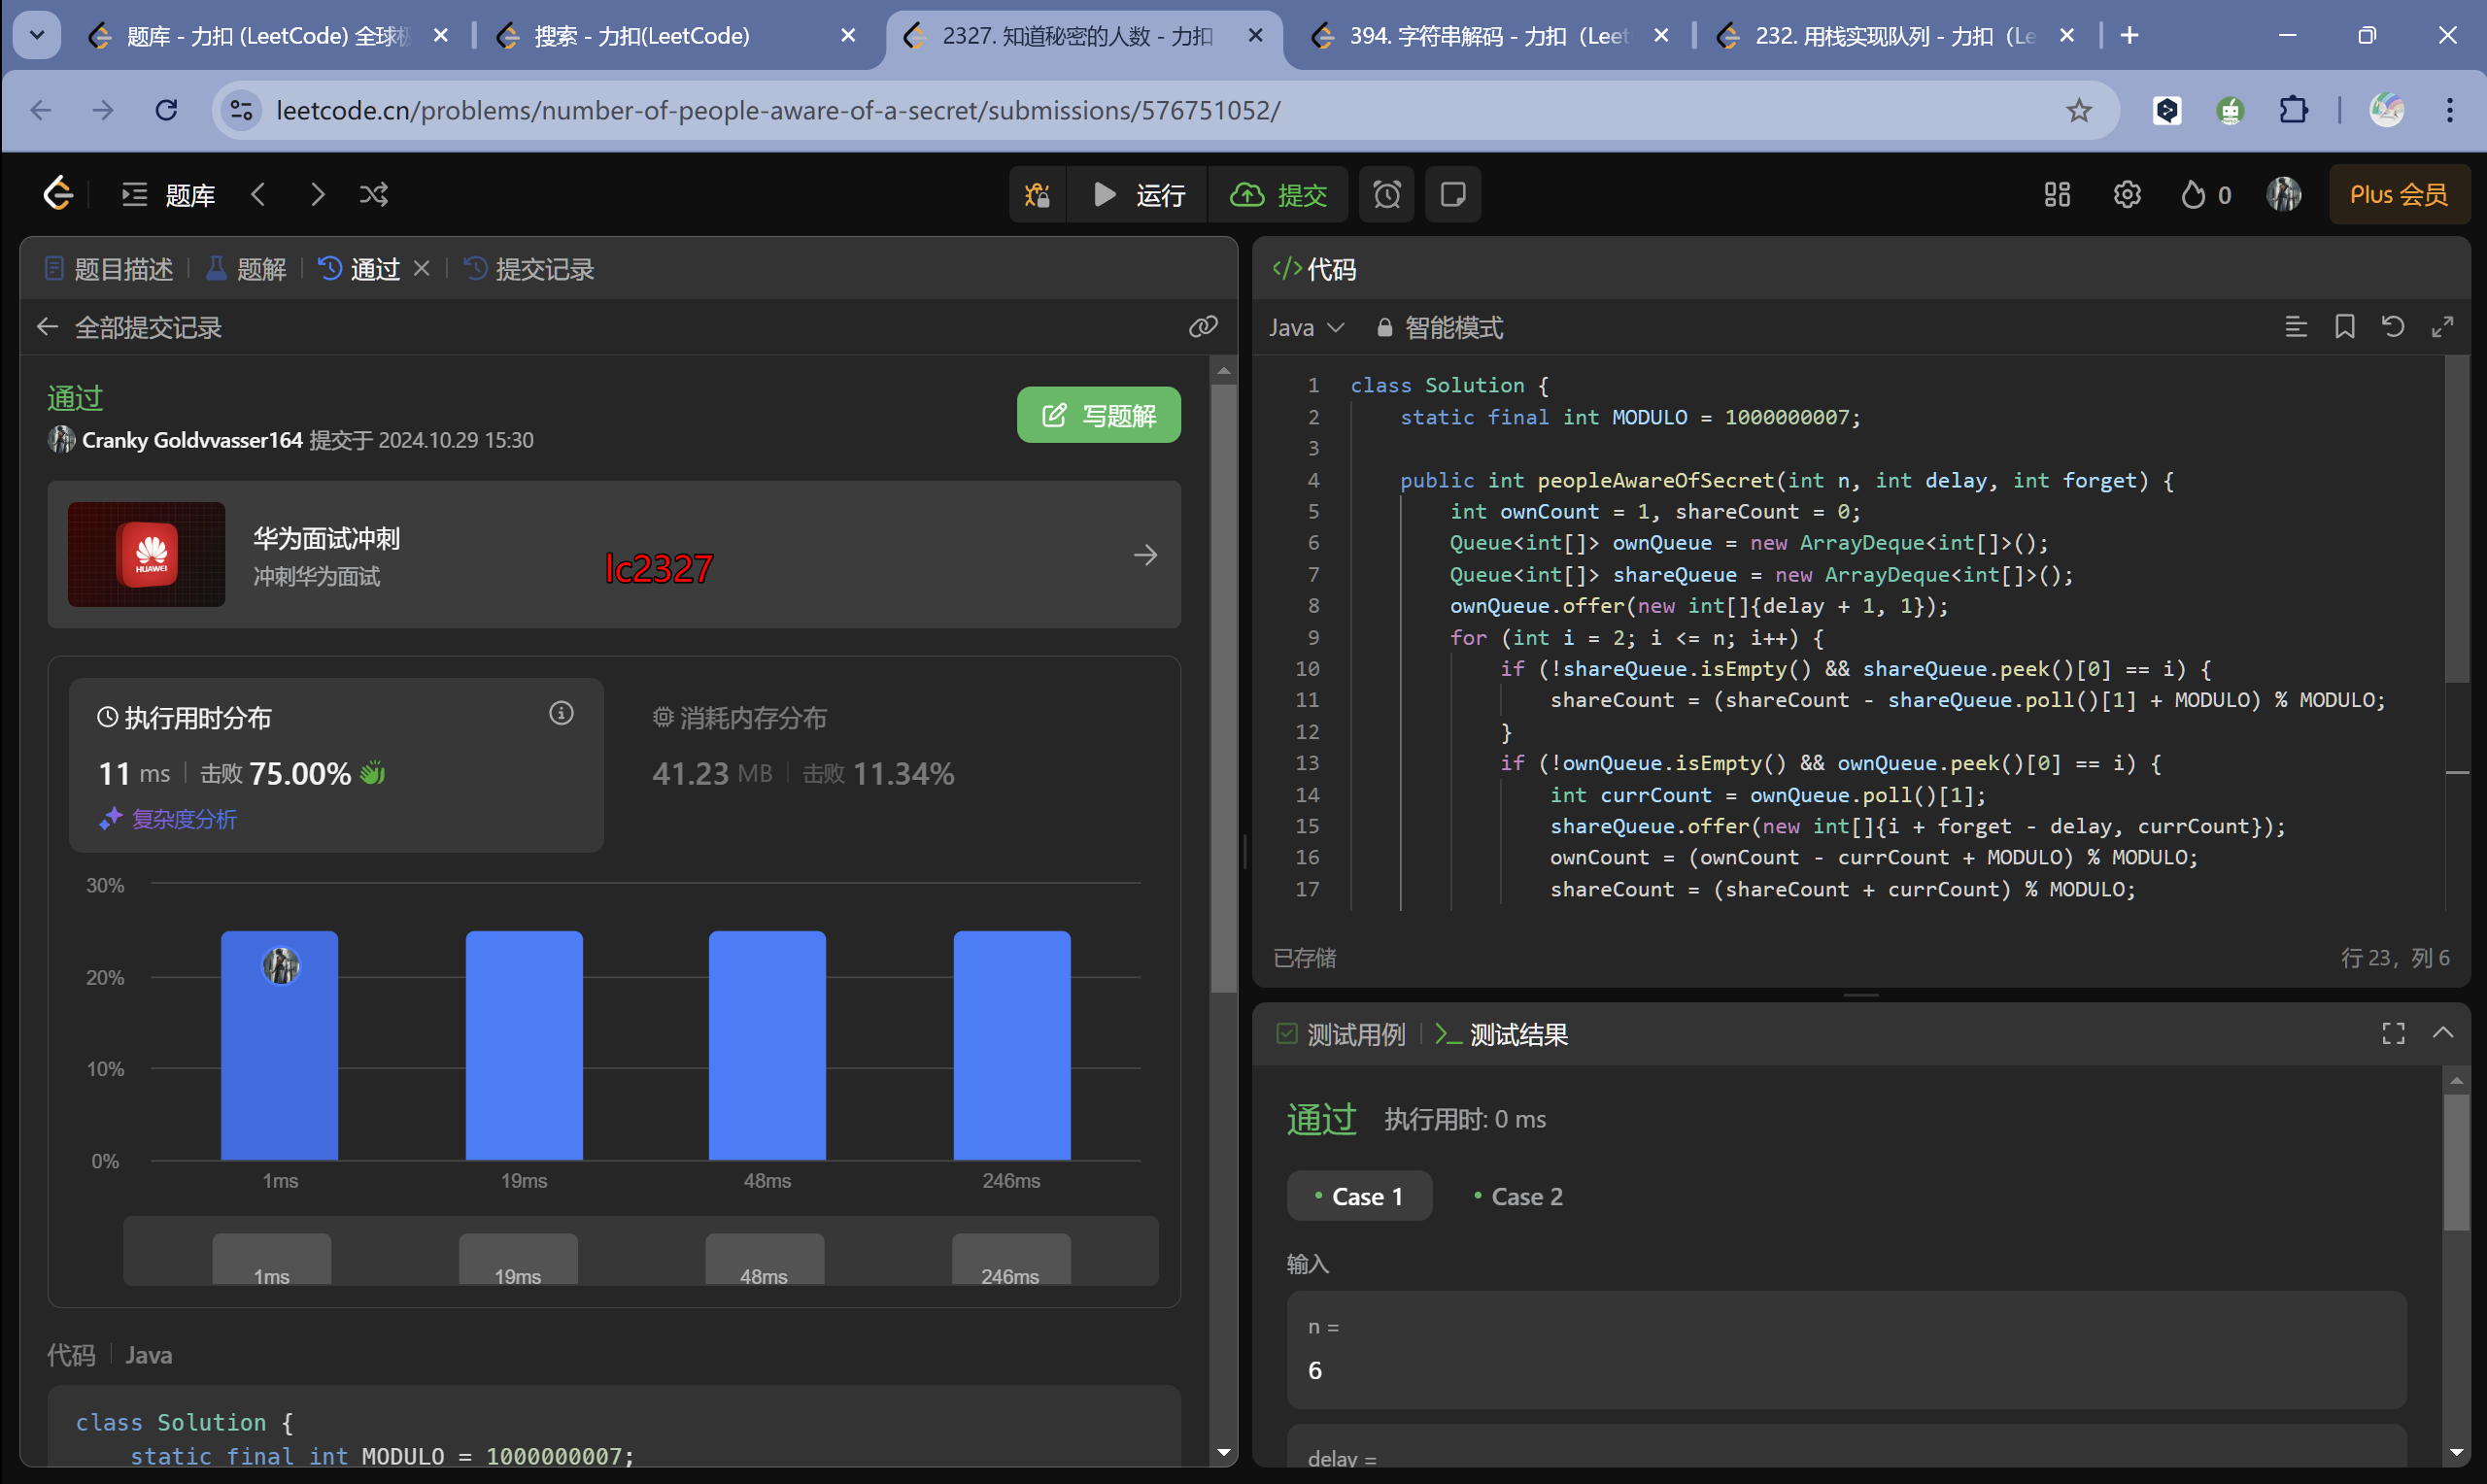 题库 - 力扣 (LeetCode) 全球极
搜索 - 力扣(LeetCode)
2327. 知道秘密的人数 - 力扣
394. 字符串解码 - 力扣（Leet
232. 用栈实现队列 - 力扣（Le
leetcode.cn/problems/number-of-people-aware-of-a-secret/submissions/576751052/
题库
运行
提交
0
Plus 会员
题目描述
题解
通过
提交记录
全部提交记录
通过
Cranky Goldvvasser164 提交于 2024.10.29 15:30
写题解
HUAWEI
华为面试冲刺
冲刺华为面试
lc2327
执行用时分布
11 ms 击败 75.00%
复杂度分析
消耗内存分布
41.23 MB 击败 11.34%
30%
20%
10%
0%
1ms 19ms 48ms 246ms
1ms 19ms 48ms 246ms
代码 Java
class Solution {
static final int MODULO = 1000000007;
</> 代码
Java 智能模式
1 class Solution {
2 static final int MODULO = 1000000007;
3
4 public int peopleAwareOfSecret(int n, int delay, int forget) {
5 int ownCount = 1, shareCount = 0;
6 Queue<int[]> ownQueue = new ArrayDeque<int[]>();
7 Queue<int[]> shareQueue = new ArrayDeque<int[]>();
8 ownQueue.offer(new int[]{delay + 1, 1});
9 for (int i = 2; i <= n; i++) {
10 if (!shareQueue.isEmpty() && shareQueue.peek()[0] == i) {
11 shareCount = (shareCount - shareQueue.poll()[1] + MODULO) % MODULO;
12 }
13 if (!ownQueue.isEmpty() && ownQueue.peek()[0] == i) {
14 int currCount = ownQueue.poll()[1];
15 shareQueue.offer(new int[]{i + forget - delay, currCount});
16 ownCount = (ownCount - currCount + MODULO) % MODULO;
17 shareCount = (shareCount + currCount) % MODULO;
已存储
行 23，列 6
测试用例
测试结果
通过 执行用时: 0 ms
Case 1
Case 2
输入
n =
6
delay =